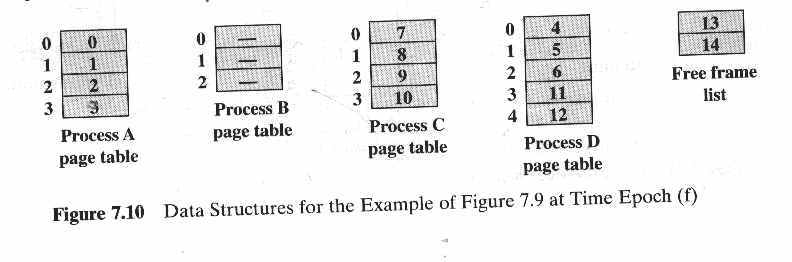 0 0
1 1
2 2
3 3
Process A
page table
0 —
1 —
2 —
Process B
page table
0 7
1 8
2 9
3 10
Process C
page table
0 4
1 5
2 6
3 11
4 12
Process D
page table
13
14
Free frame
list
Figure 7.10 Data Structures for the Example of Figure 7.9 at Time Epoch (f)